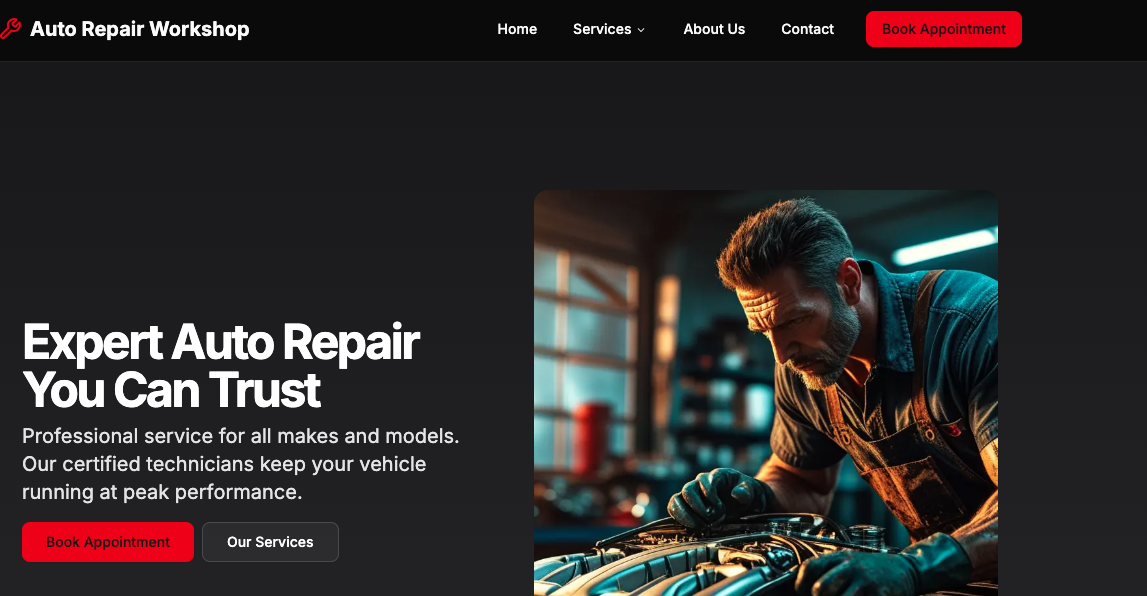 Auto Repair Workshop
Home Services About Us Contact Book Appointment
Expert Auto Repair
You Can Trust
Professional service for all makes and models.
Our certified technicians keep your vehicle
running at peak performance.
Book Appointment Our Services